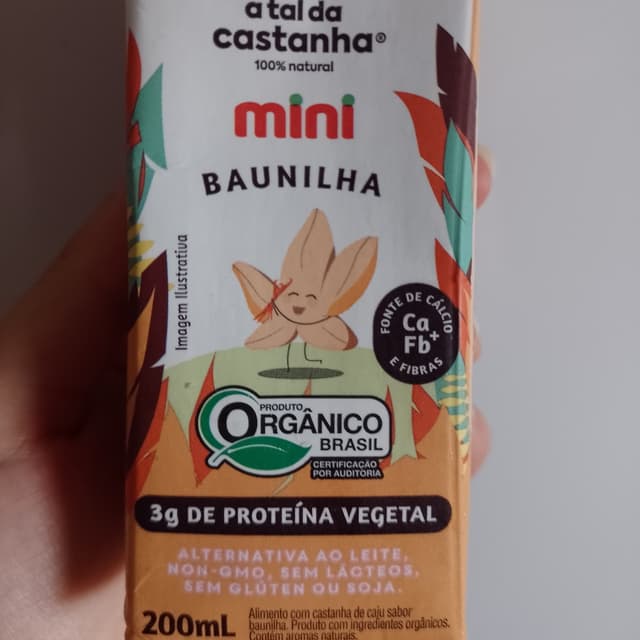 a tal da
castanha®
100% natural
mini
BAUNILHA
Imagem Ilustrativa
FONTE DE CÁLCIO
Ca+
Fb
E FIBRAS
PRODUTO
ORGÂNICO
BRASIL
CERTIFICAÇÃO
POR AUDITORIA
3g DE PROTEÍNA VEGETAL
ALTERNATIVA AO LEITE,
NON-GMO, SEM LÁCTEOS,
SEM GLÚTEN OU SOJA.
200mL
Alimento com castanha de caju sabor
baunilha. Produto com ingredientes orgânicos.
Contém aromas naturais.